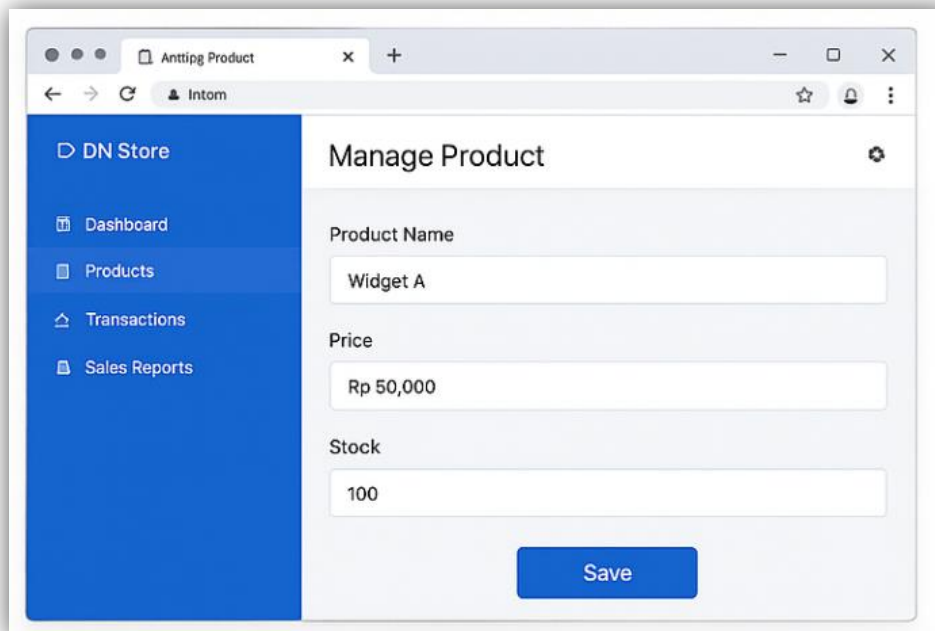 Anttipg Product
Intom
DN Store
Dashboard
Products
Transactions
Sales Reports
Manage Product
Product Name
Widget A
Price
Rp 50,000
Stock
100
Save